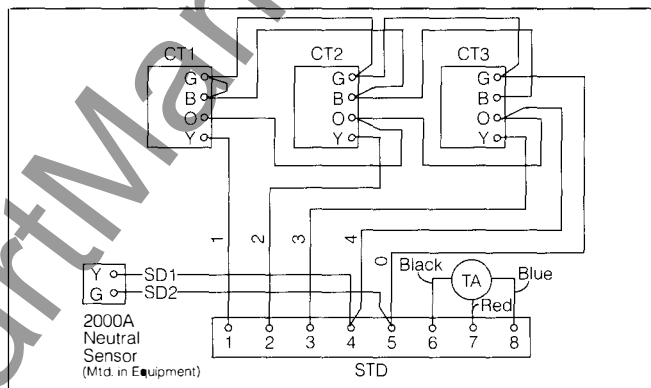 CT1 CT2 CT3
G G G
B B B
O O O
Y Y Y
1 2 3 4 0
Y SD1
G SD2
Black TA Blue
Red
2000A
Neutral
Sensor
(Mtd. in Equipment)
1 2 3 4 5 6 7 8
STD